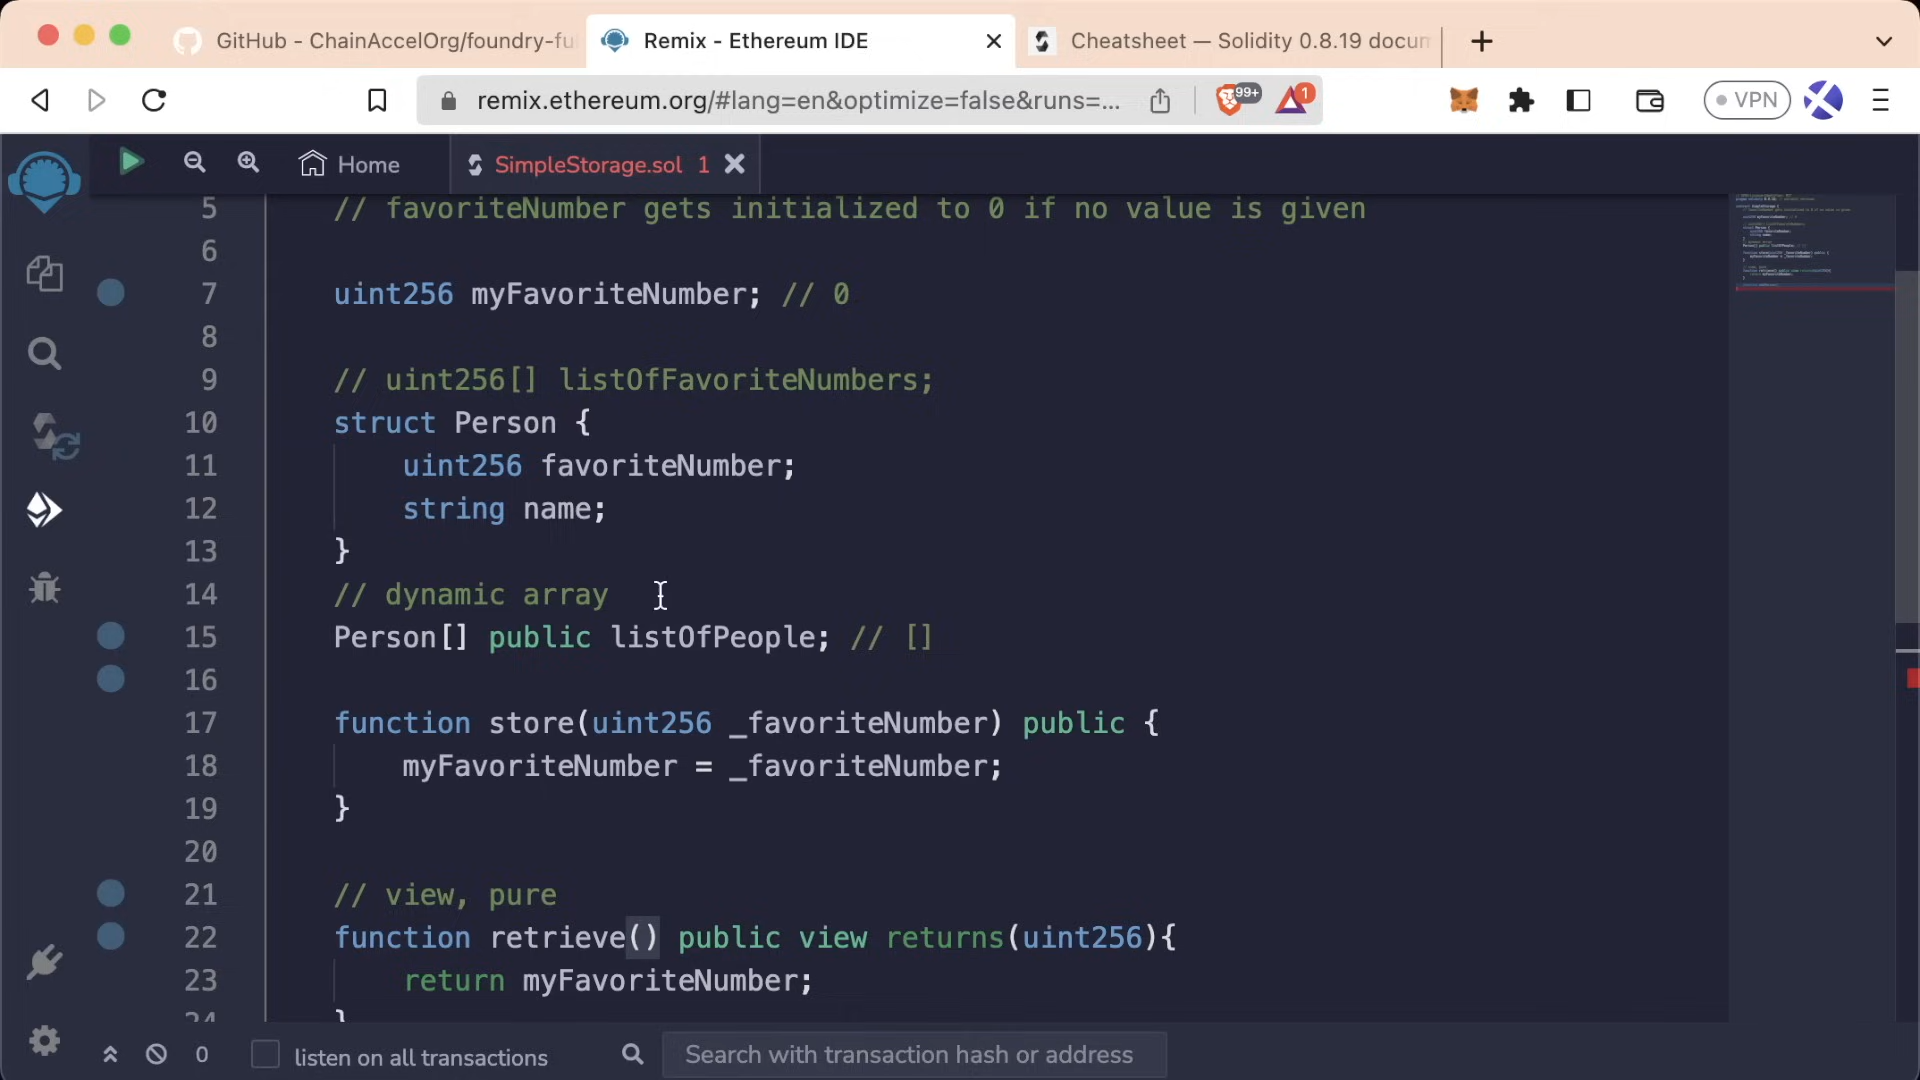 GitHub - ChainAccelOrg/foundry-fu
Remix - Ethereum IDE
Cheatsheet — Solidity 0.8.19 docum
remix.ethereum.org/#lang=en&optimize=false&runs=...
99+
1
VPN
Home
SimpleStorage.sol 1
5 // favoriteNumber gets initialized to 0 if no value is given
6
7 uint256 myFavoriteNumber; // 0
8
9 // uint256[] listOfFavoriteNumbers;
10 struct Person {
11 uint256 favoriteNumber;
12 string name;
13 }
14 // dynamic array
15 Person[] public listOfPeople; // []
16
17 function store(uint256 _favoriteNumber) public {
18 myFavoriteNumber = _favoriteNumber;
19 }
20
21 // view, pure
22 function retrieve() public view returns(uint256){
23 return myFavoriteNumber;
24 }
0
listen on all transactions
Search with transaction hash or address